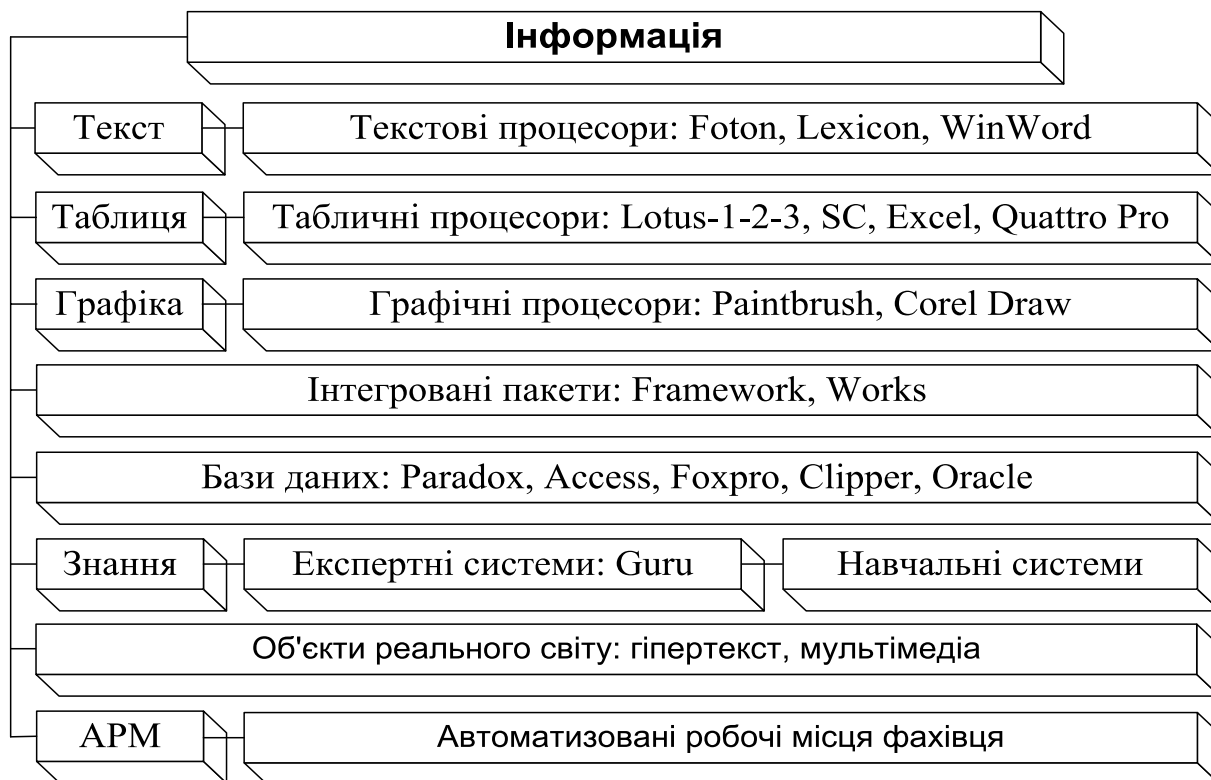 Інформація
Текст
Текстові процесори: Foton, Lexicon, WinWord
Таблиця
Табличні процесори: Lotus-1-2-3, SC, Excel, Quattro Pro
Графіка
Графічні процесори: Paintbrush, Corel Draw
Інтегровані пакети: Framework, Works
Бази даних: Paradox, Access, Foxpro, Clipper, Oracle
Знання
Експертні системи: Guru
Навчальні системи
Об'єкти реального світу: гіпертекст, мультімедіа
АРМ
Автоматизовані робочі місця фахівця